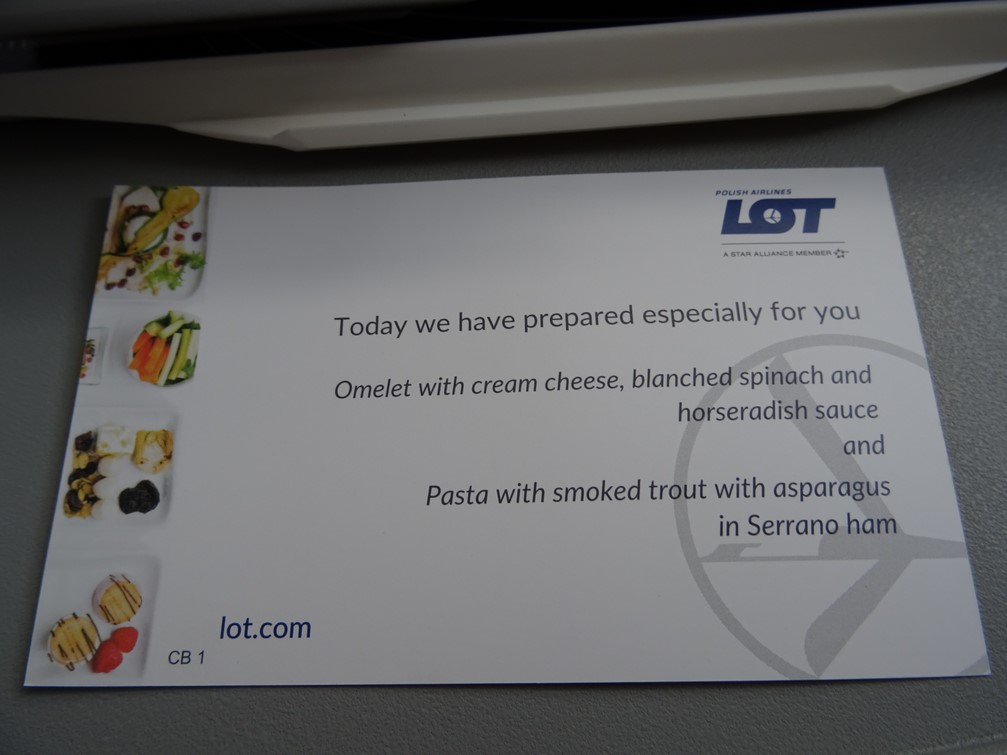 POLISH AIRLINES
LOT
A STAR ALLIANCE MEMBER
Today we have prepared especially for you
Omelet with cream cheese, blanched spinach and
horseradish sauce
and
Pasta with smoked trout with asparagus
in Serrano ham
lot.com
CB 1